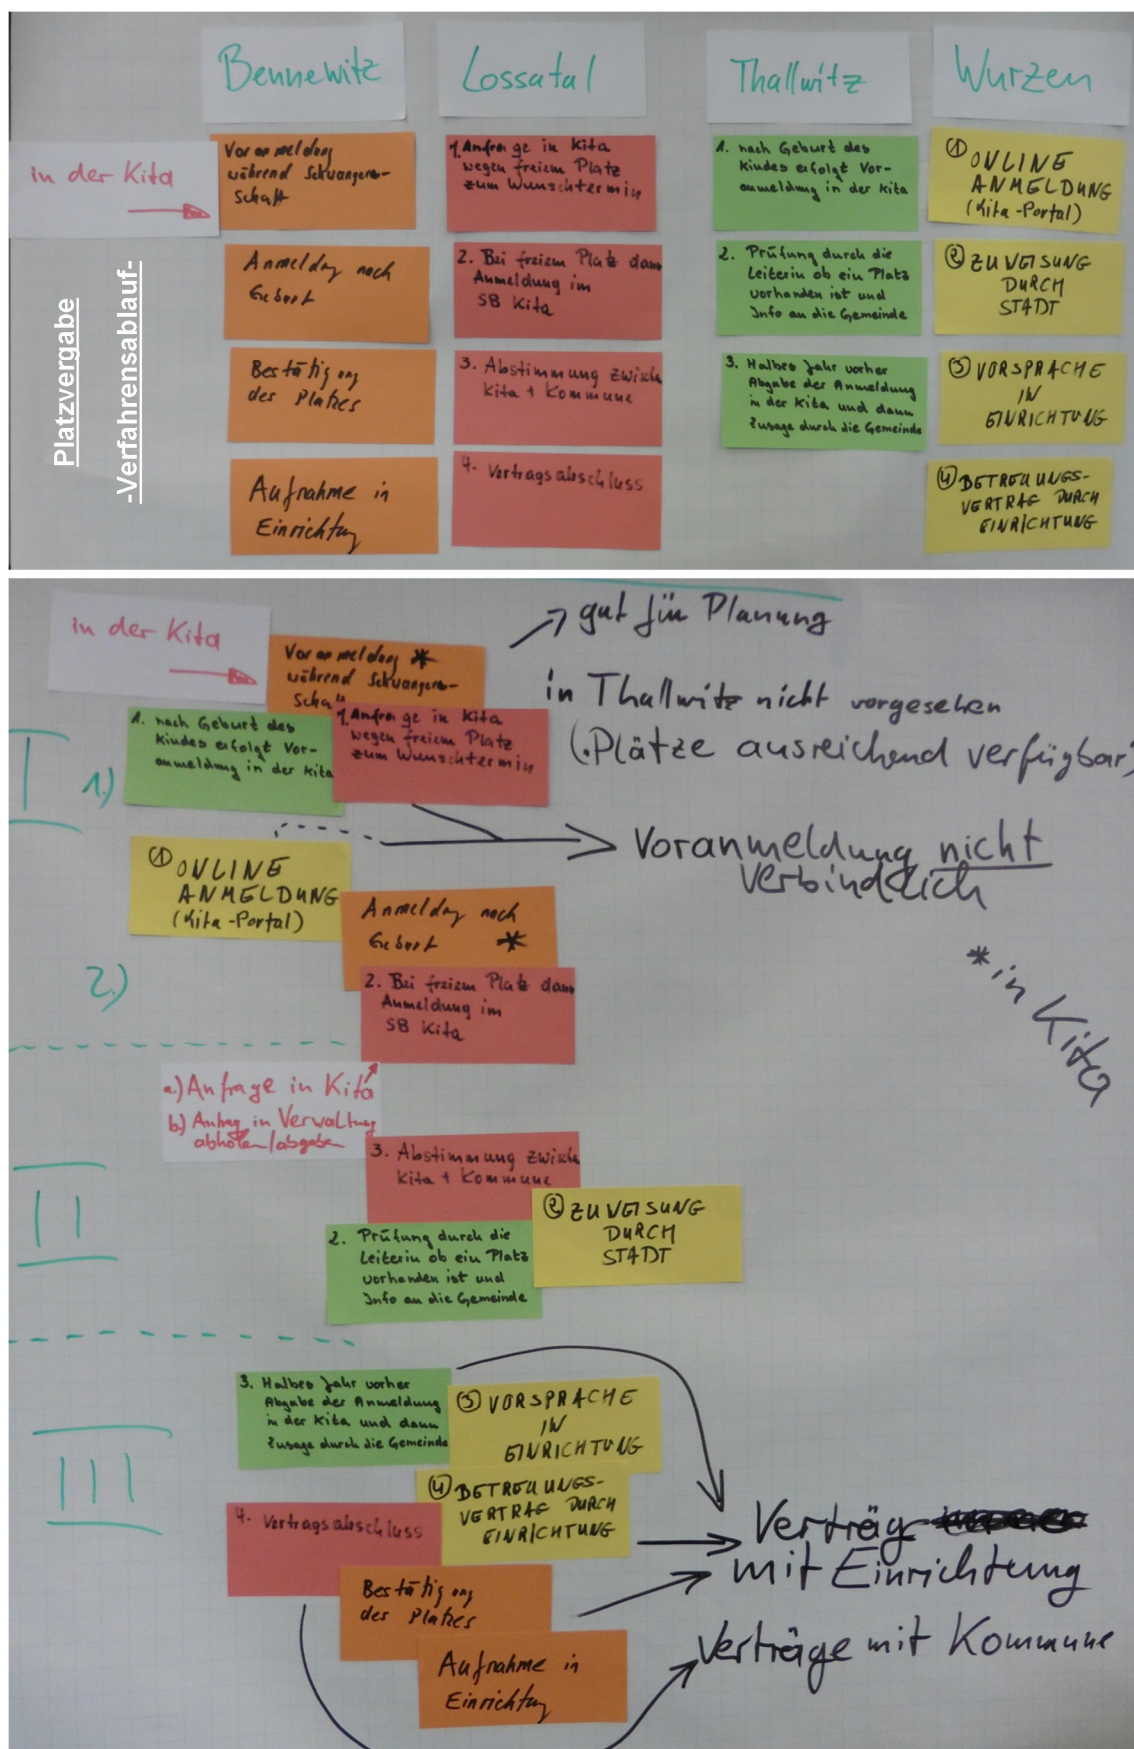 Bennewitz
Lossatal
Thallwitz
Wurzen
in der Kita
Platzvergabe
-Verfahrensablauf-
Voranmeldung
während Schwanger-
schaft
Anmeldung nach
Geburt
Bestätigung
des Platzes
Aufnahme in
Einrichtung
1. Anfrage in Kita
wegen freiem Platz
zum Wunschtermin
2. Bei freiem Platz dann
Anmeldung im
SB Kita
3. Abstimmung zwische
Kita + Kommune
4. Vertragsabschluss
1. nach Geburt des
Kindes erfolgt Vor-
anmeldung in der Kita
2. Prüfung durch die
Leiterin ob ein Platz
vorhanden ist und
Info an die Gemeinde
3. Halbes Jahr vorher
Abgabe der Anmeldung
in der Kita und dann
Zusage durch die Gemeinde
① ONLINE
ANMELDUNG
(Kita-Portal)
② ZUWEISUNG
DURCH
STADT
③ VORSPRACHE
IN
EINRICHTUNG
④ BETREUUNGS-
VERTRAG DURCH
EINRICHTUNG
in der Kita
Voranmeldung *
während Schwanger-
schaft
gut für Planung
in Thallwitz nicht vorgesehen
(Plätze ausreichend verfügbar)
I
1.)
1. nach Geburt des
Kindes erfolgt Vor-
anmeldung in der Kita
1. Anfrage in Kita
wegen freiem Platz
zum Wunschtermin
Voranmeldung nicht
verbindlich
① ONLINE
ANMELDUNG
(Kita-Portal)
Anmeldung nach
Geburt *
* in Kita
2.)
2. Bei freiem Platz dann
Anmeldung im
SB Kita
a.) Anfrage in Kita
b.) Antrag in Verwaltung
abholen/abgeben
II
3. Abstimmung zwische
Kita + Kommune
② ZUWEISUNG
DURCH
STADT
2. Prüfung durch die
Leiterin ob ein Platz
vorhanden ist und
Info an die Gemeinde
III
3. Halbes Jahr vorher
Abgabe der Anmeldung
in der Kita und dann
Zusage durch die Gemeinde
③ VORSPRACHE
IN
EINRICHTUNG
④ BETREUUNGS-
VERTRAG DURCH
EINRICHTUNG
4. Vertragsabschluss
Bestätigung
des Platzes
Aufnahme in
Einrichtung
Verträg
mit Einrichtung
Verträge mit Kommune